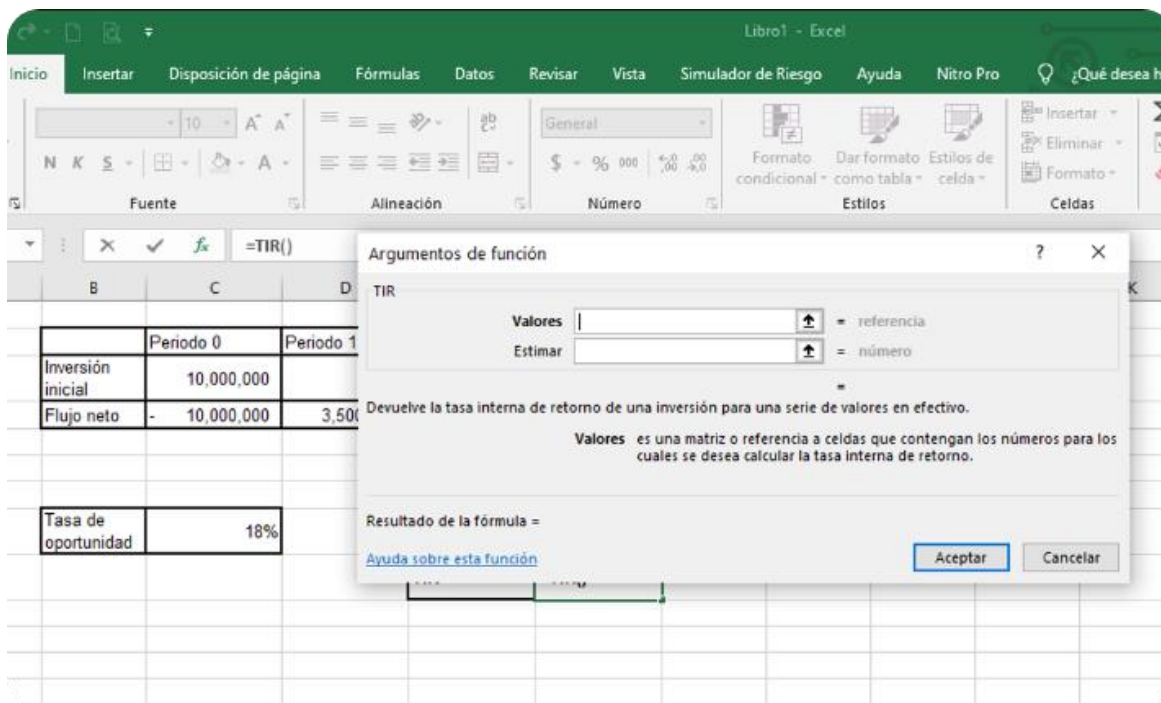 Libro1 - Excel
Inicio Insertar Disposición de página Fórmulas Datos Revisar Vista Simulador de Riesgo Ayuda Nitro Pro ¿Qué desea h
10 A A ab General Insertar
N K S A $ % 000 Formato condicional Dar formato como tabla Estilos de celda Eliminar
Formato
Fuente Alineación Número Estilos Celdas
fx =TIR()
B C D K
Periodo 0 Periodo 1
Inversión inicial 10,000,000
Flujo neto - 10,000,000 3,500
Tasa de oportunidad 18%
Argumentos de función ? ×
TIR
Valores = referencia
Estimar = número
=
Devuelve la tasa interna de retorno de una inversión para una serie de valores en efectivo.
Valores es una matriz o referencia a celdas que contengan los números para los
cuales se desea calcular la tasa interna de retorno.
Resultado de la fórmula =
Ayuda sobre esta función Aceptar Cancelar